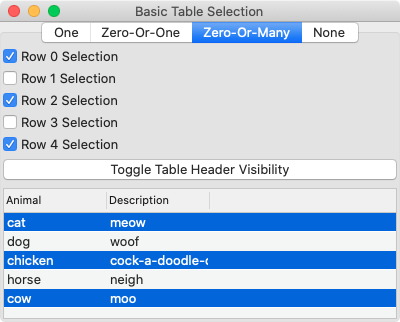 Basic Table Selection
One Zero-Or-One Zero-Or-Many None
Row 0 Selection
Row 1 Selection
Row 2 Selection
Row 3 Selection
Row 4 Selection
Toggle Table Header Visibility
Animal Description
cat meow
dog woof
chicken cock-a-doodle-
horse neigh
cow moo